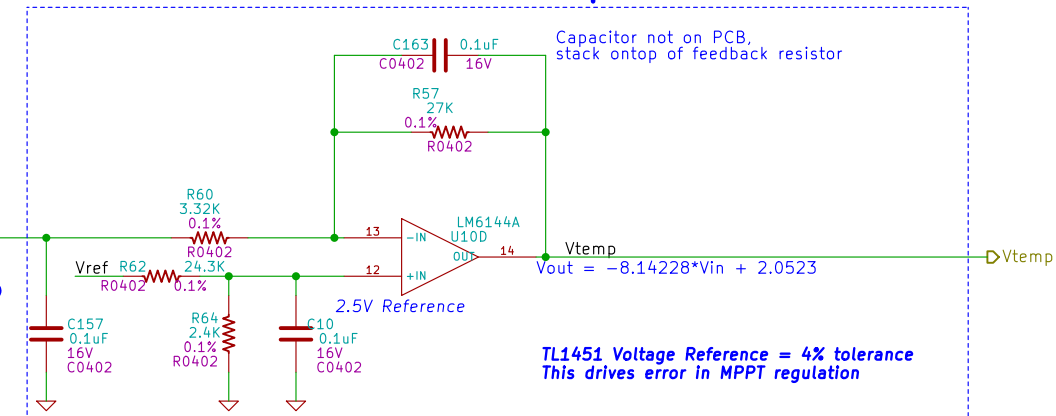 C163
0.1uF
C0402
16V
Capacitor not on PCB,
stack ontop of feedback resistor
R57
27K
0.1%
R0402
R60
3.32K
0.1%
R0402
13
-IN
LM6144A
U10D
OUT
14
Vtemp
Vtemp
Vref
R62
24.3K
R0402
0.1%
12
+IN
Vout = -8.14228*Vin + 2.0523
2.5V Reference
C157
0.1uF
16V
C0402
R64
2.4K
0.1%
R0402
C10
0.1uF
16V
C0402
TL1451 Voltage Reference = 4% tolerance
This drives error in MPPT regulation